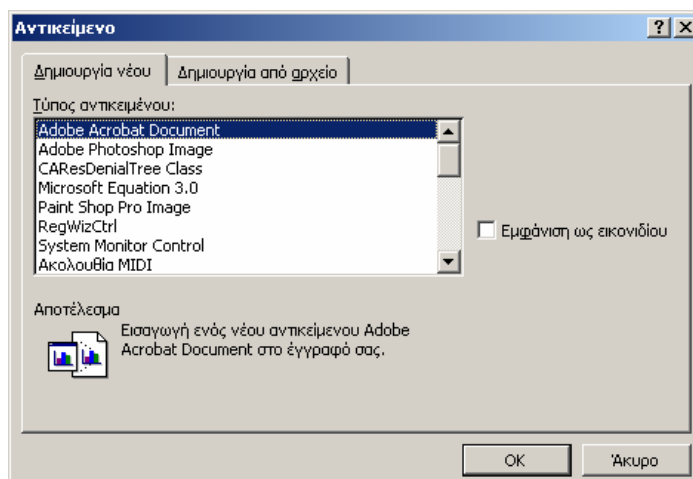 Αντικείμενο
Δημιουργία νέου
Δημιουργία από αρχείο
Τύπος αντικειμένου:
Adobe Acrobat Document
Adobe Photoshop Image
CAResDenialTree Class
Microsoft Equation 3.0
Paint Shop Pro Image
RegWizCtrl
System Monitor Control
Ακολουθία MIDI
Εμφάνιση ως εικονιδίου
Αποτέλεσμα
Εισαγωγή ενός νέου αντικείμενου Adobe
Acrobat Document στο έγγραφό σας.
OK
Άκυρο